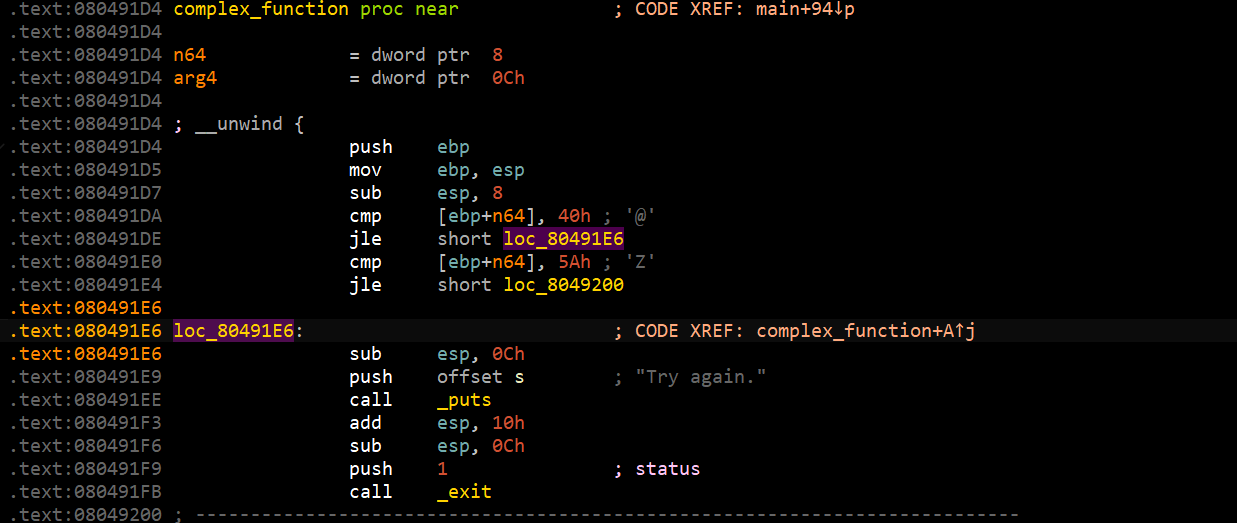 .text:080491D4 complex_function proc near ; CODE XREF: main+94↓p
.text:080491D4
.text:080491D4 n64 = dword ptr 8
.text:080491D4 arg4 = dword ptr 0Ch
.text:080491D4
.text:080491D4 ; __unwind {
.text:080491D4 push ebp
.text:080491D5 mov ebp, esp
.text:080491D7 sub esp, 8
.text:080491DA cmp [ebp+n64], 40h ; '@'
.text:080491DE jle short loc_80491E6
.text:080491E0 cmp [ebp+n64], 5Ah ; 'Z'
.text:080491E4 jle short loc_8049200
.text:080491E6
.text:080491E6 loc_80491E6: ; CODE XREF: complex_function+A↑j
.text:080491E6 sub esp, 0Ch
.text:080491E9 push offset s ; "Try again."
.text:080491EE call _puts
.text:080491F3 add esp, 10h
.text:080491F6 sub esp, 0Ch
.text:080491F9 push 1 ; status
.text:080491FB call _exit
.text:08049200 ; ---------------------------------------------------------------------------